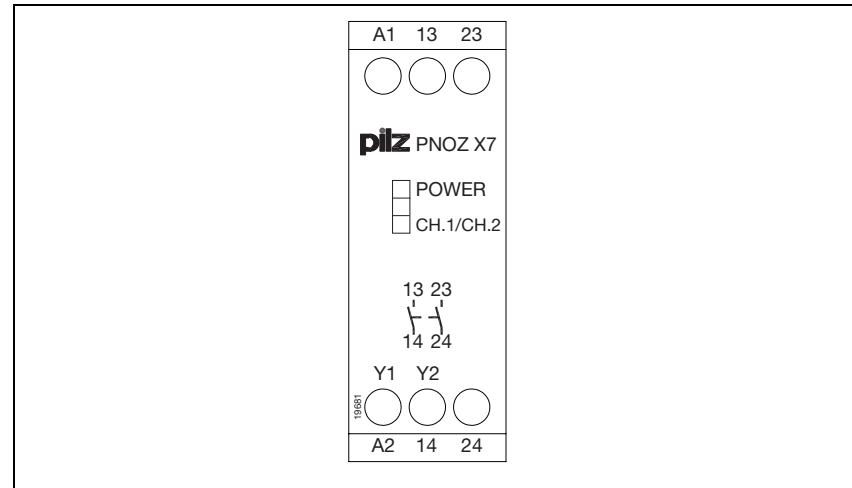 A1 13 23
pilz PNOZ X7
POWER
CH.1/CH.2
13 23
14 24
Y1 Y2
19681
A2 14 24